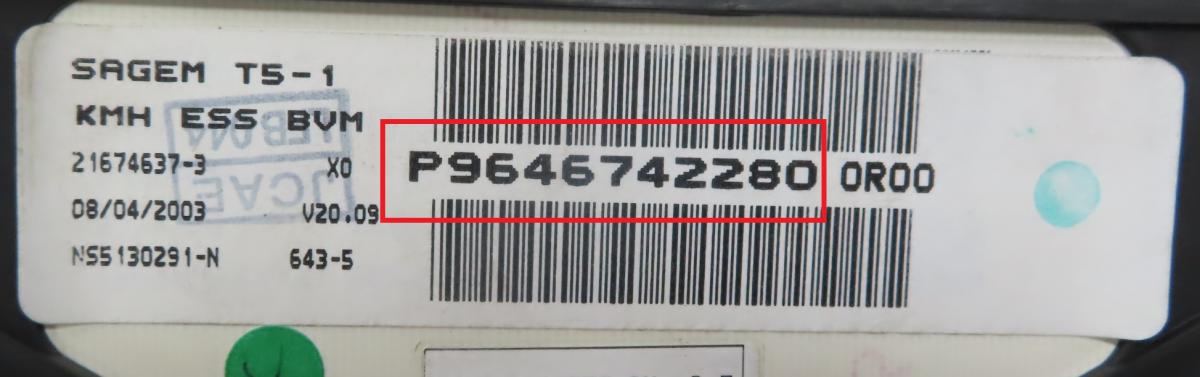 SAGEM T5-1
KMH ESS BVM
21674637-3 X0
P9646742280 0R00
08/04/2003 V20.09
NS5130291-N 643-5